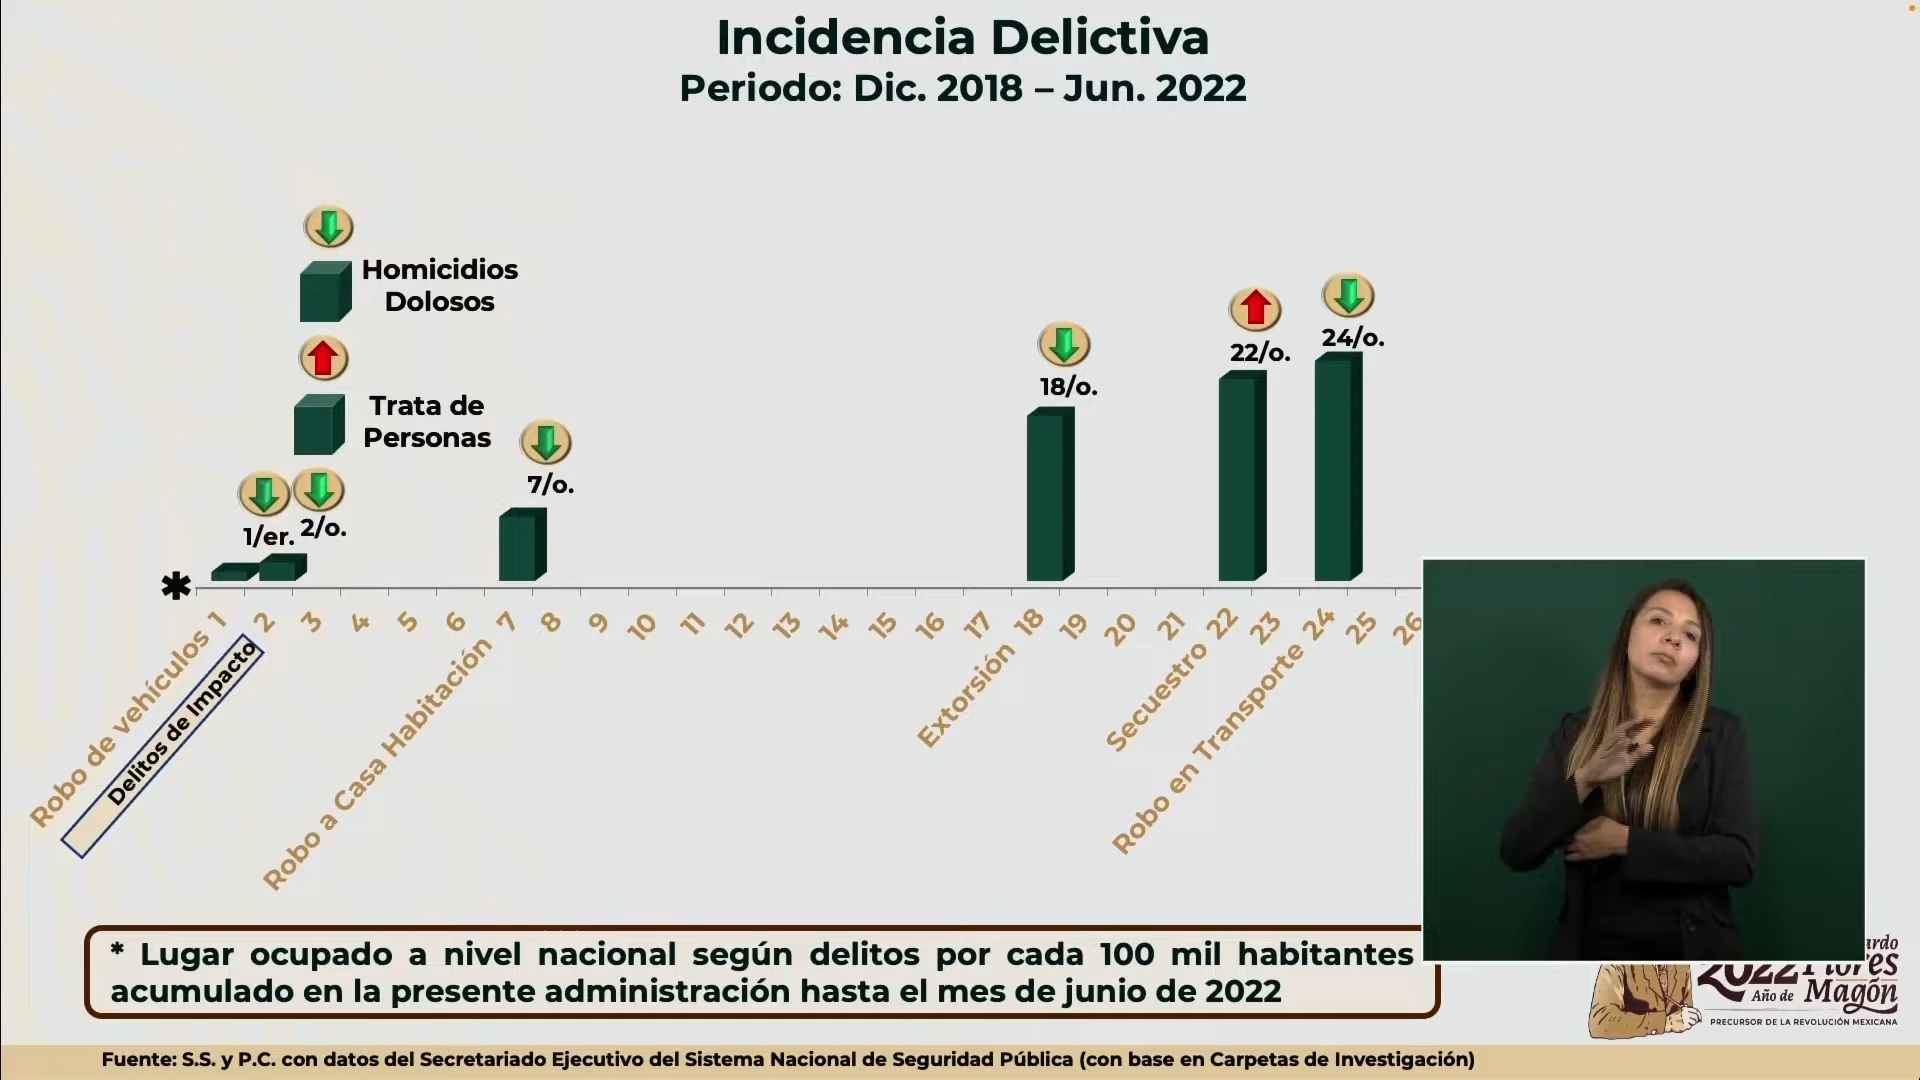 Incidencia Delictiva
Periodo: Dic. 2018 – Jun. 2022
Homicidios
Dolosos
Trata de
Personas
1/er.
2/o.
7/o.
18/o.
22/o.
24/o.
*
1 2 3 4 5 6 7 8 9 10 11 12 13 14 15 16 17 18 19 20 21 22 23 24 25 26
Robo de vehículos
Delitos de Impacto
Robo a Casa Habitación
Extorsión
Secuestro
Robo en Transporte
* Lugar ocupado a nivel nacional según delitos por cada 100 mil habitantes
acumulado en la presente administración hasta el mes de junio de 2022
2022 Flores
Año de Magón
PRECURSOR DE LA REVOLUCIÓN MEXICANA
Fuente: S.S. y P.C. con datos del Secretariado Ejecutivo del Sistema Nacional de Seguridad Pública (con base en Carpetas de Investigación)